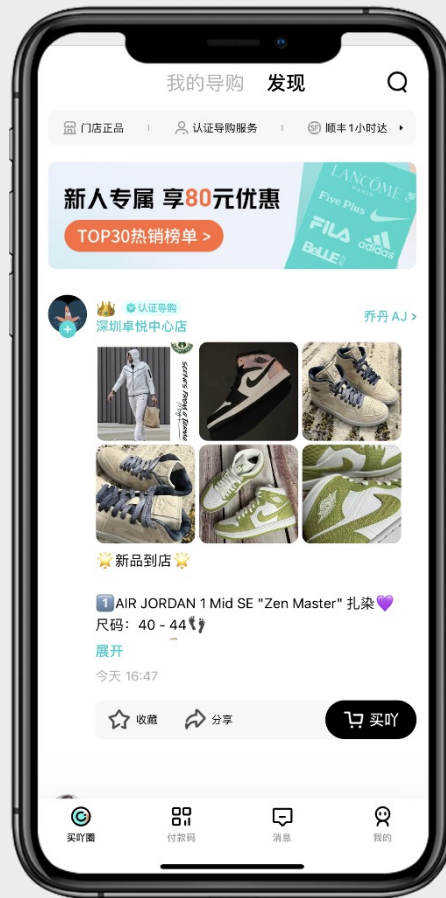 我的导购 发现
门店正品 认证导购服务 SF 顺丰1小时达
新人专属 享80元优惠
TOP30热销榜单 >
LANCÔME
PARIS
Five Plus
FILA
adidas
BeLLE
认证导购
深圳卓悦中心店
乔丹 AJ >
🌟新品到店🌟
1️⃣AIR JORDAN 1 Mid SE "Zen Master" 扎染💜
尺码：40 - 44👣
展开
今天 16:47
收藏 分享 买吖
买吖圈 付款码 消息 我的